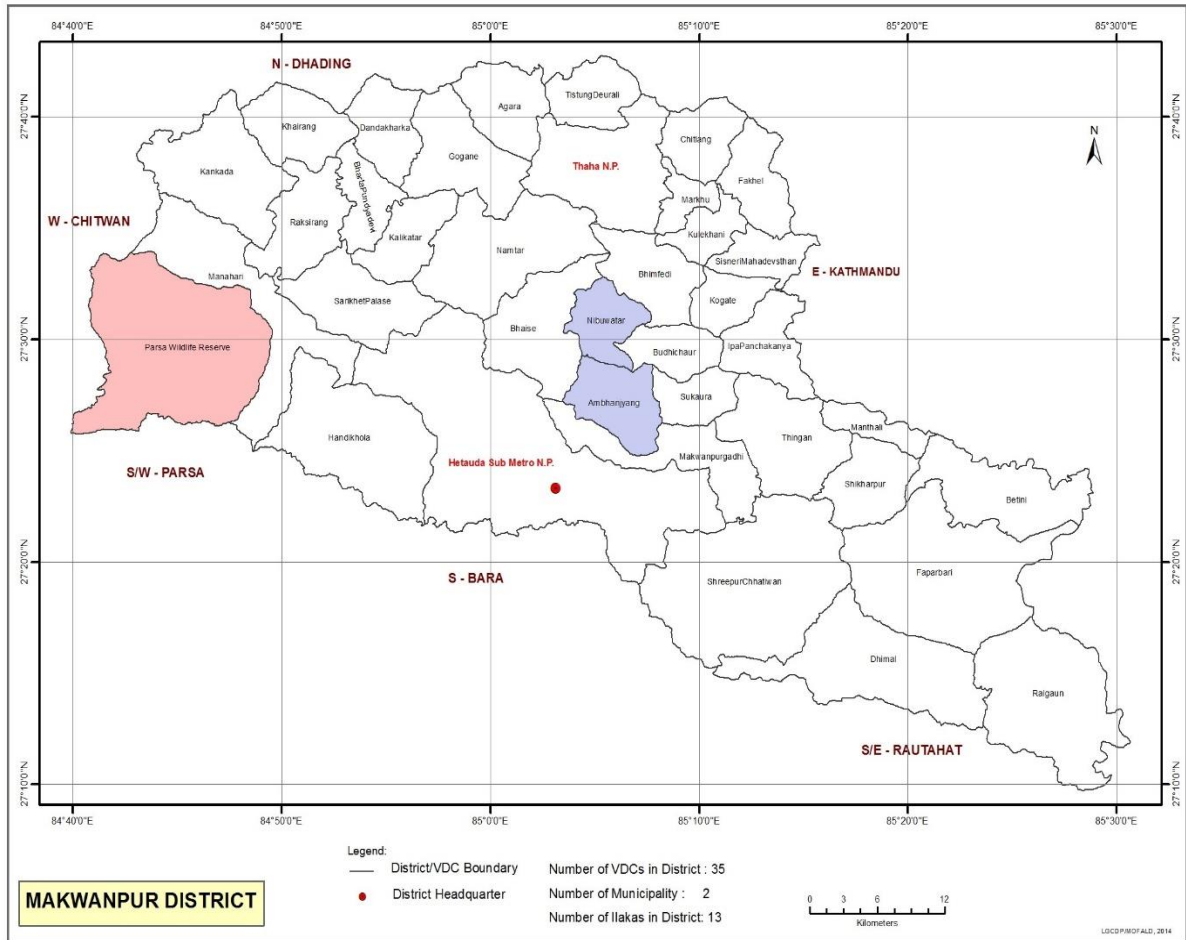 84°40'0"E
84°50'0"E
85°0'0"E
85°10'0"E
85°20'0"E
85°30'0"E
N - DHADING
27°40'0"N
27°40'0"N
TistungDeurali
Agara
Khairang
Dandakharka
Chitlang
N
Gogane
Thaha N.P.
Fakhel
Kankada
BhartaPundyadevi
Markhu
W - CHITWAN
Raksirang
Kalikatar
Kulekhani
Namtar
SisneriMahadevsthan
Manahari
Bhimfedi
E - KATHMANDU
SarikhetPalase
Kogate
Nibuwatar
Bhaise
27°30'0"N
27°30'0"N
Parsa Wildlife Reserve
Budhichaur
IpaPanchakanya
Sukaura
Ambhanjyang
Handikhola
Thingan
Manthali
Makwanpurgadhi
Hetauda Sub Metro N.P.
S/W - PARSA
Shikharpur
Betini
27°20'0"N
27°20'0"N
S - BARA
Faparbari
ShreepurChhatiwan
Dhimal
Raigaun
S/E - RAUTAHAT
27°10'0"N
27°10'0"N
84°40'0"E
84°50'0"E
85°0'0"E
85°10'0"E
85°20'0"E
85°30'0"E
Legend:
District/VDC Boundary
District Headquarter
Number of VDCs in District : 35
Number of Municipality : 2
Number of Ilakas in District: 13
0 3 6 12
Kilometers
MAKWANPUR DISTRICT
LGCDP/MOFALD, 2014